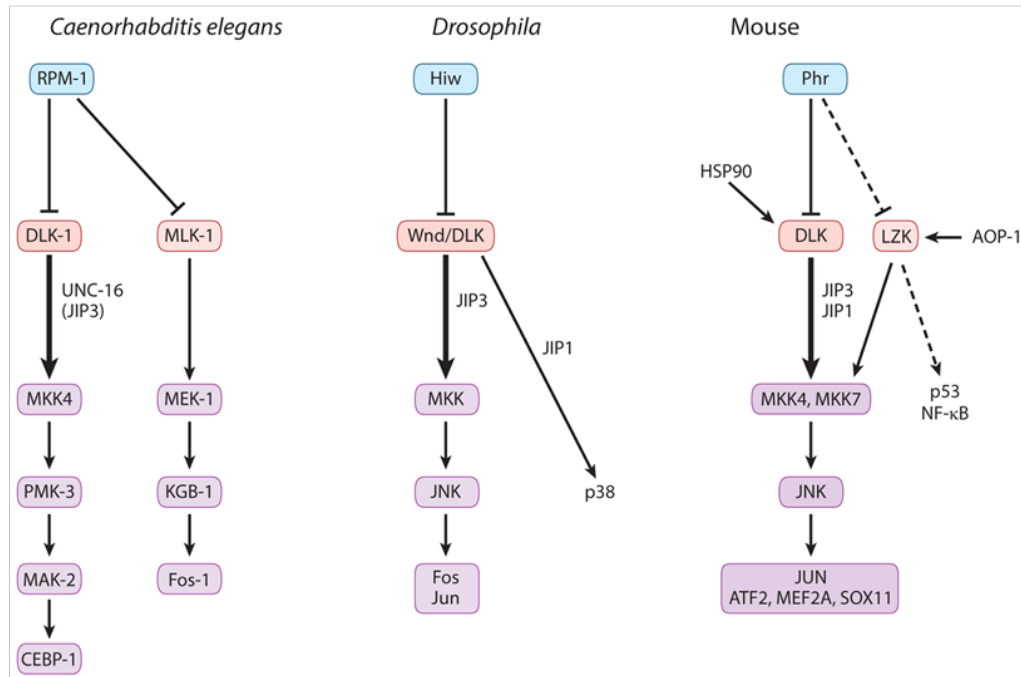 Caenorhabditis elegans
Drosophila
Mouse
RPM-1
Hiw
Phr
HSP90
DLK-1
MLK-1
Wnd/DLK
DLK
LZK
AOP-1
UNC-16
(JIP3)
JIP3
JIP1
JIP3
JIP1
MKK4
MEK-1
MKK
MKK4, MKK7
p53
NF-κB
PMK-3
KGB-1
JNK
p38
JNK
MAK-2
Fos-1
Fos
Jun
JUN
ATF2, MEF2A, SOX11
CEBP-1